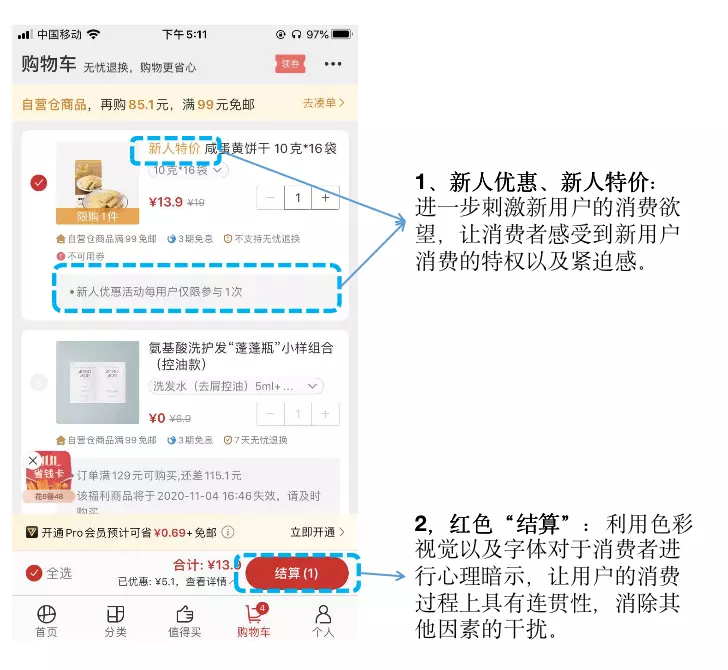 中国移动
下午5:11
97%
购物车 无忧退换，购物更省心
领券
自营仓商品，再购85.1元，满99元免邮
去凑单
新人特价 咸蛋黄饼干 10克*16袋
10克*16袋
限购1件
¥13.9 ¥19
1
自营仓商品满99免邮 3期免息 不支持无忧退换
不可用券
•新人优惠活动每用户仅限参与1次
氨基酸洗护发“蓬蓬瓶”小样组合
（控油款）
洗发水（去屑控油）5ml+...
¥0 ¥6.9
1
自营仓商品满99免邮 3期免息 7天无忧退换
省钱卡
花6得48
订单满129元可购买,还差115.1元
该福利商品将于2020-11-04 16:46失效，请及时
购买
开通Pro会员预计可省¥0.69+免邮
立即开通
全选
合计: ¥13.9
已优惠: ¥5.1，查看详情
结算(1)
首页
分类
值得买
4
购物车
个人
1、新人优惠、新人特价：
进一步刺激新用户的消费欲
望，让消费者感受到新用户
消费的特权以及紧迫感。
2，红色“结算”：利用色彩
视觉以及字体对于消费者进
行心理暗示，让用户的消费
过程上具有连贯性，消除其
他因素的干扰。